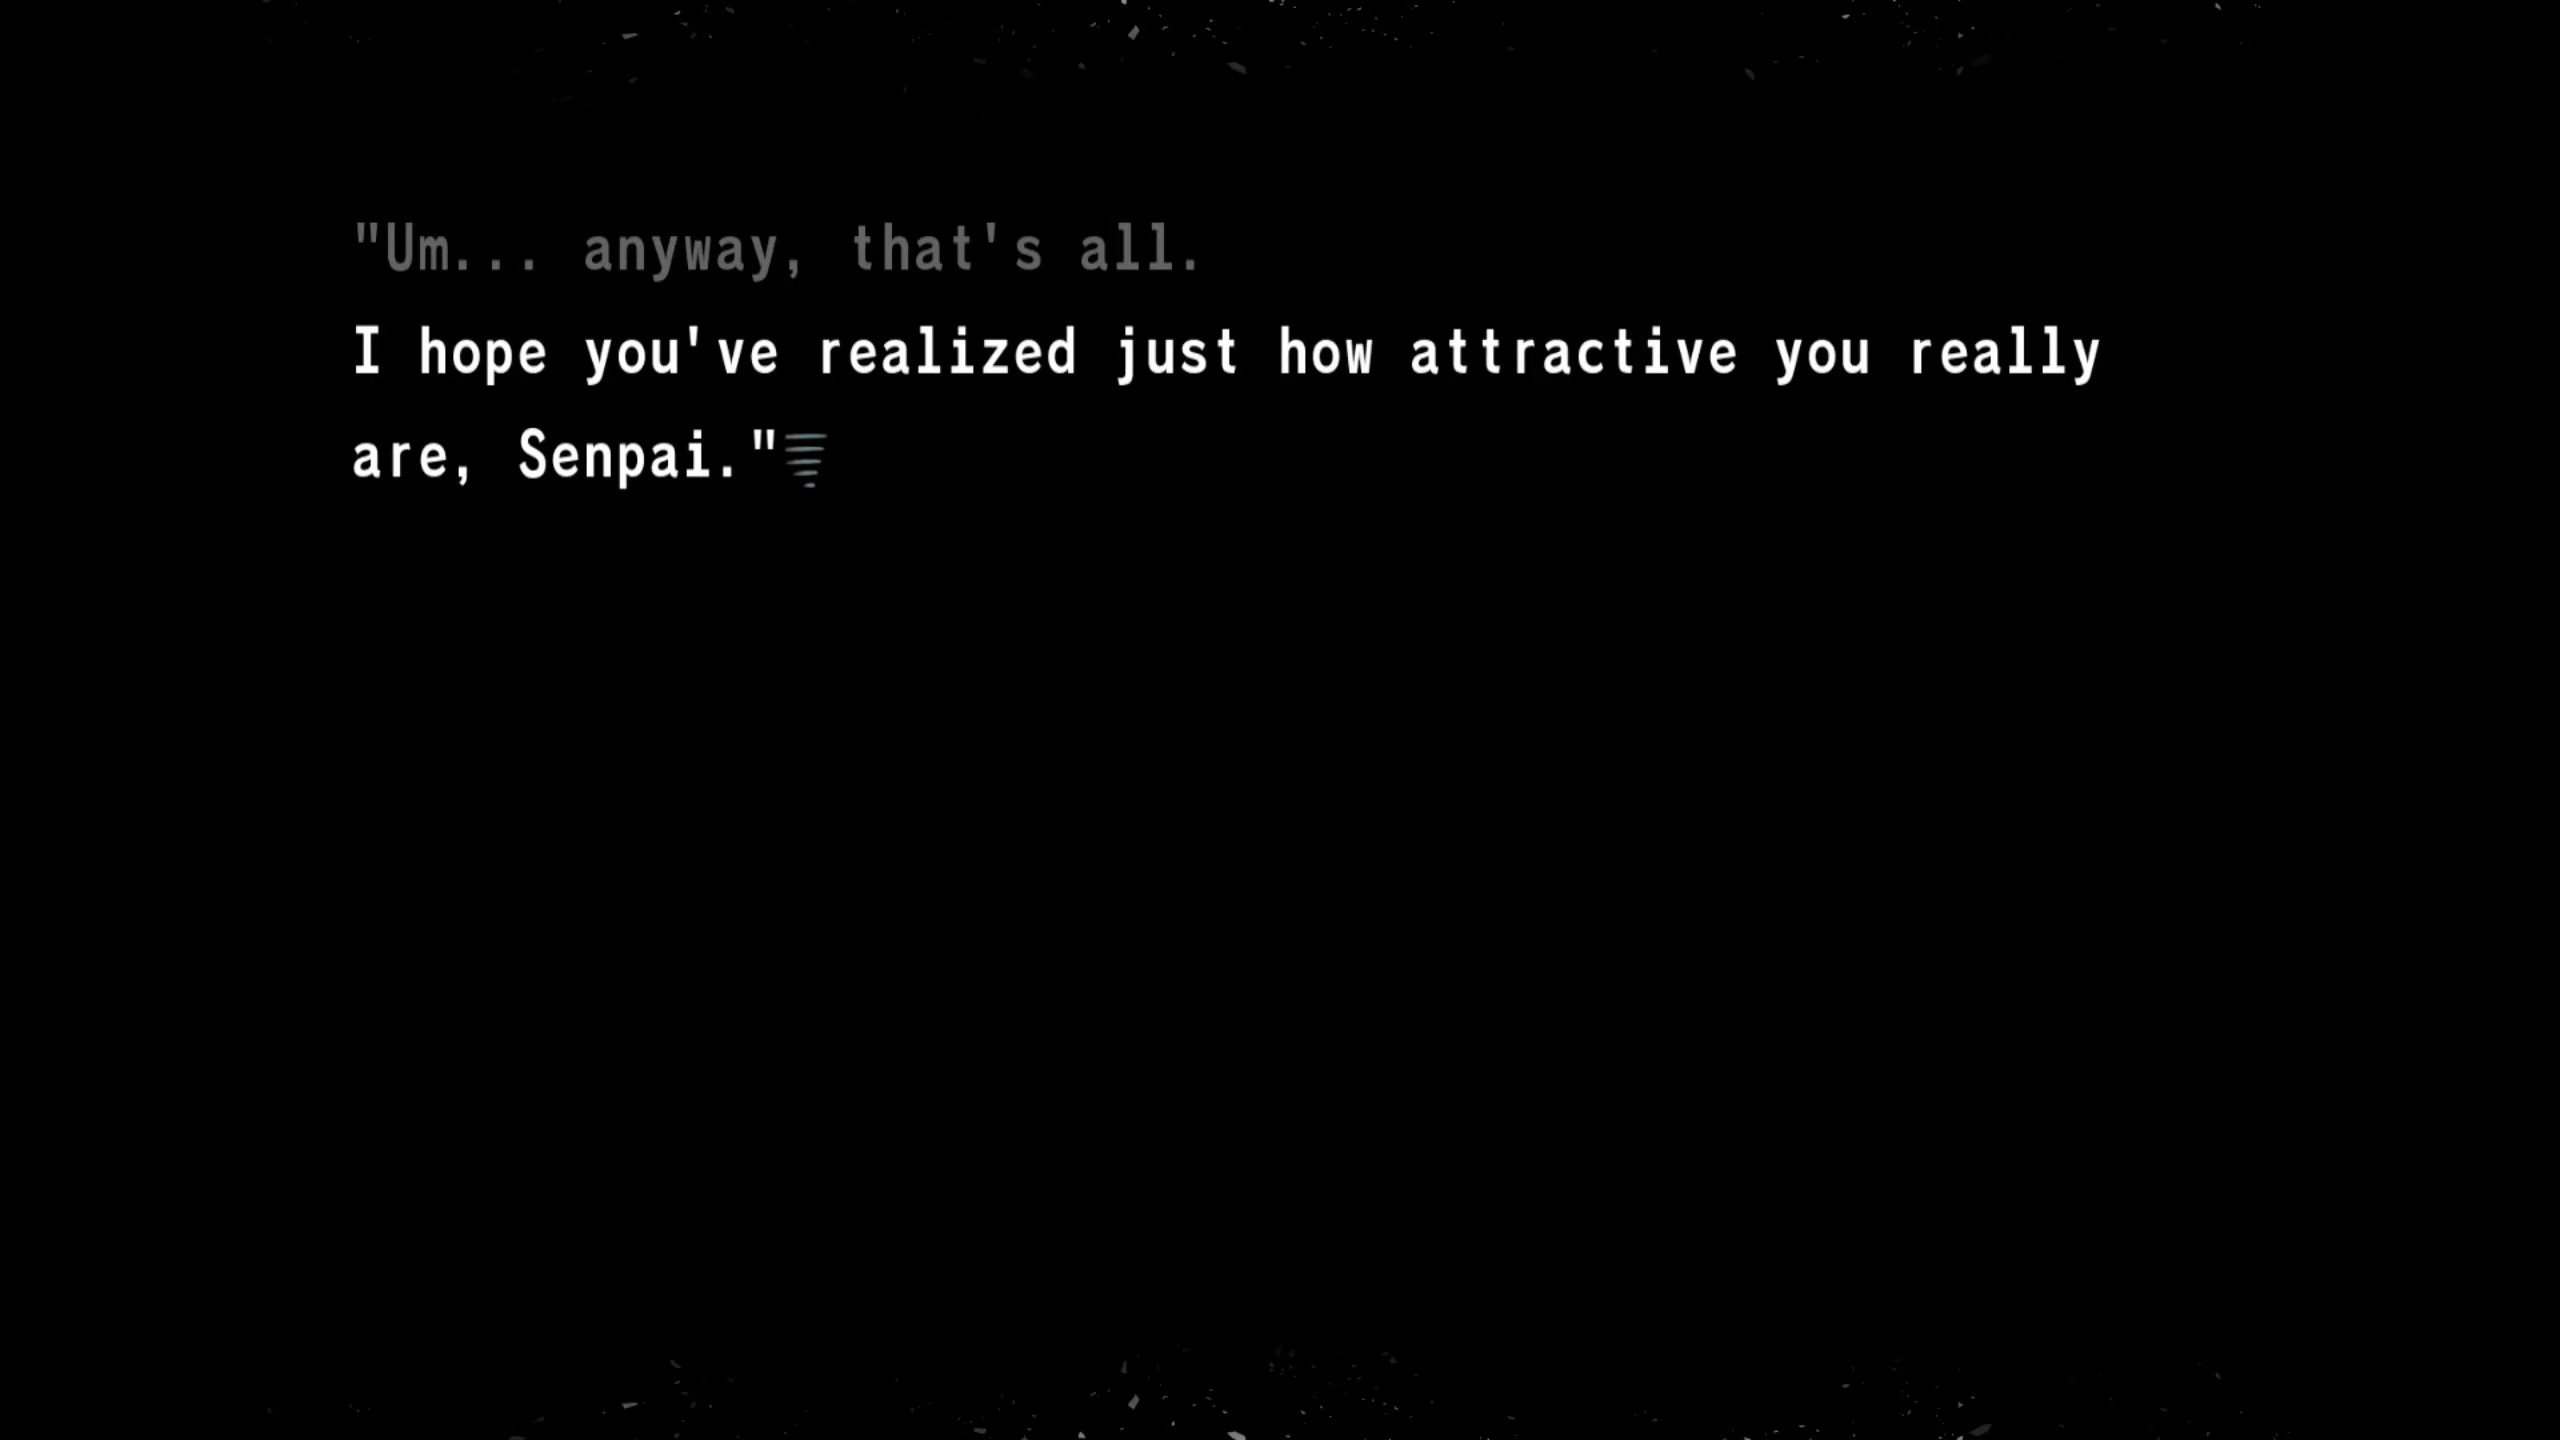 "Um... anyway, that's all.
I hope you've realized just how attractive you really
are, Senpai."